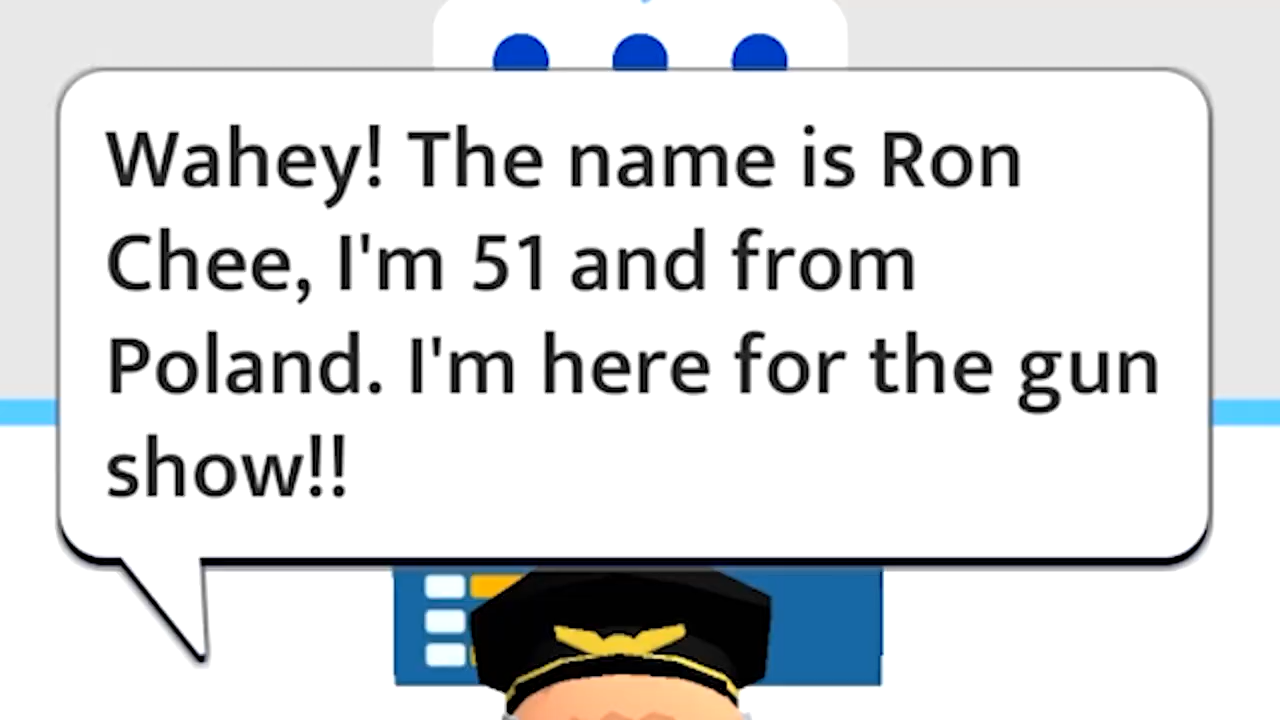 Wahey! The name is Ron
Chee, I'm 51 and from
Poland. I'm here for the gun
show!!